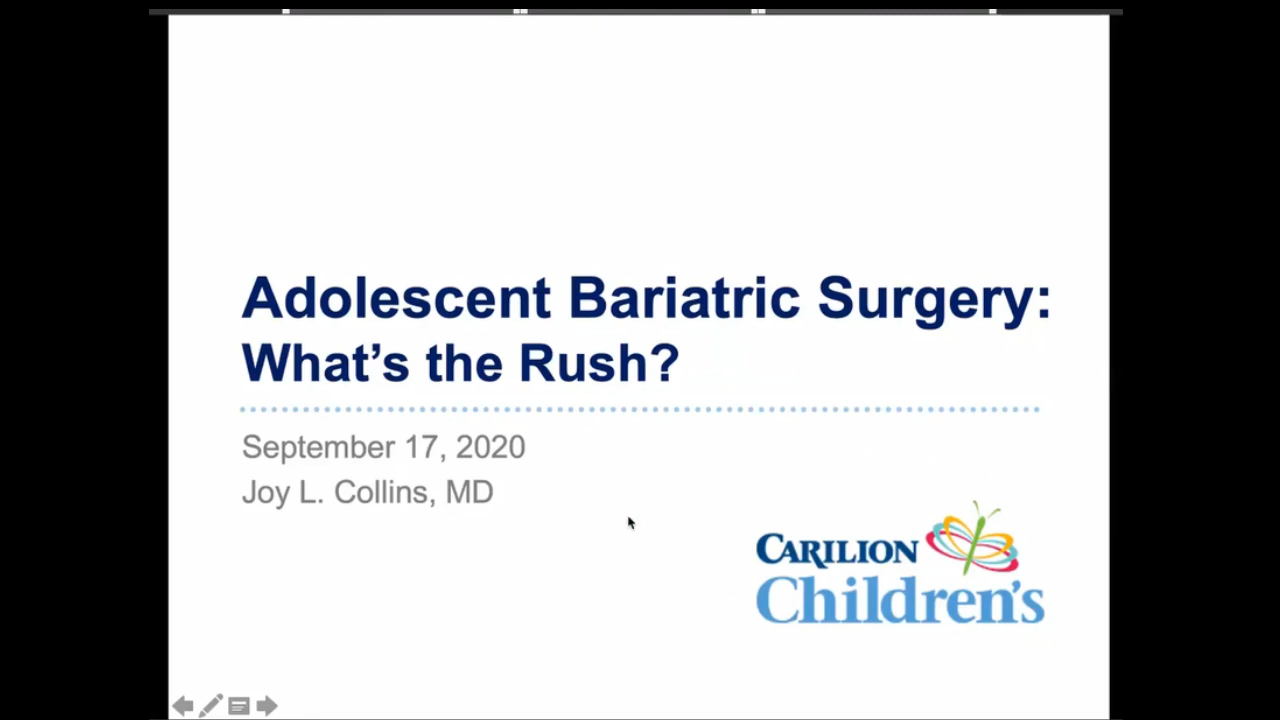 Adolescent Bariatric Surgery:
What’s the Rush?
September 17, 2020
Joy L. Collins, MD
CARILION
Children's